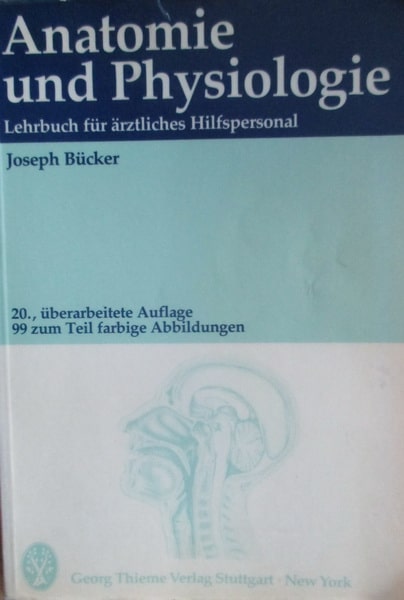 Anatomie
und Physiologie
Lehrbuch für ärztliches Hilfspersonal
Joseph Bücker
20., überarbeitete Auflage
99 zum Teil farbige Abbildungen
Georg Thieme Verlag Stuttgart · New York